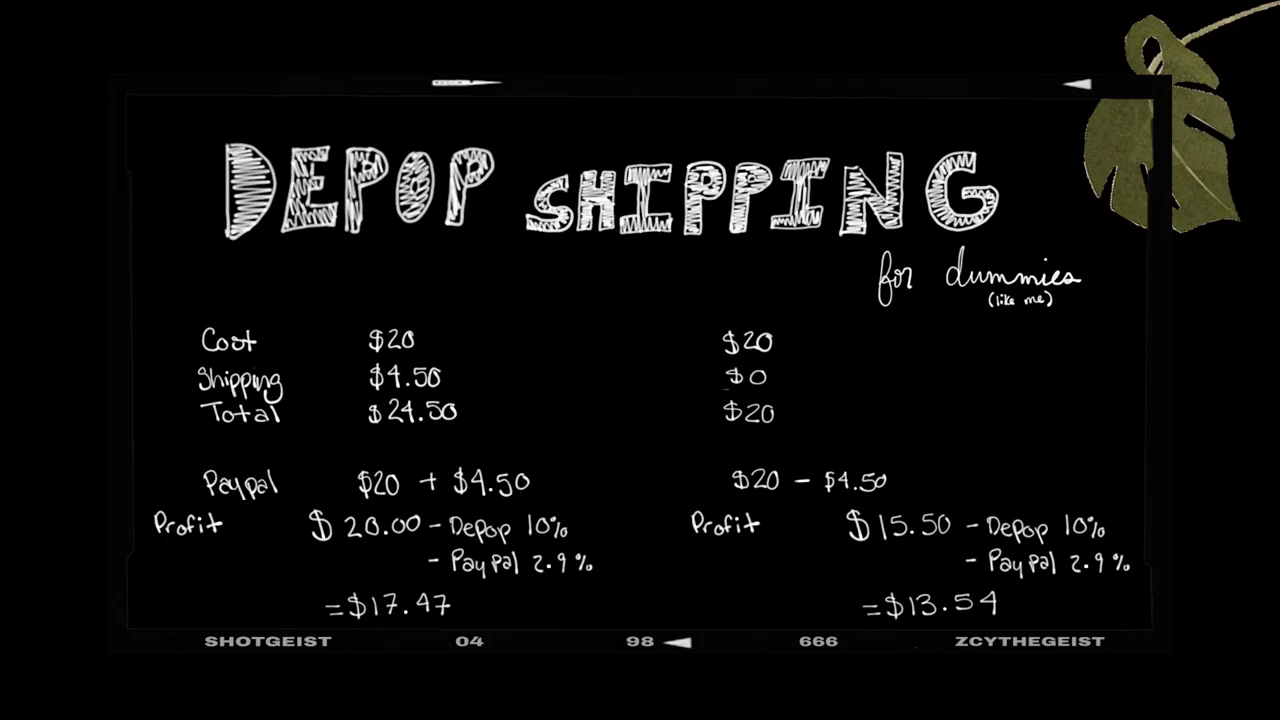 DEPOP SHIPPING
for dummies
(like me)
Cost $20 $20
Shipping $4.50 $0
Total $24.50 $20
Paypal $20 + $4.50 $20 - $4.50
Profit $20.00 - Depop 10% Profit $15.50 - Depop 10%
- Paypal 2.9% - Paypal 2.9%
=$17.47 =$13.54
SHOTGEIST 04 98 666 ZCYTHEGEIST